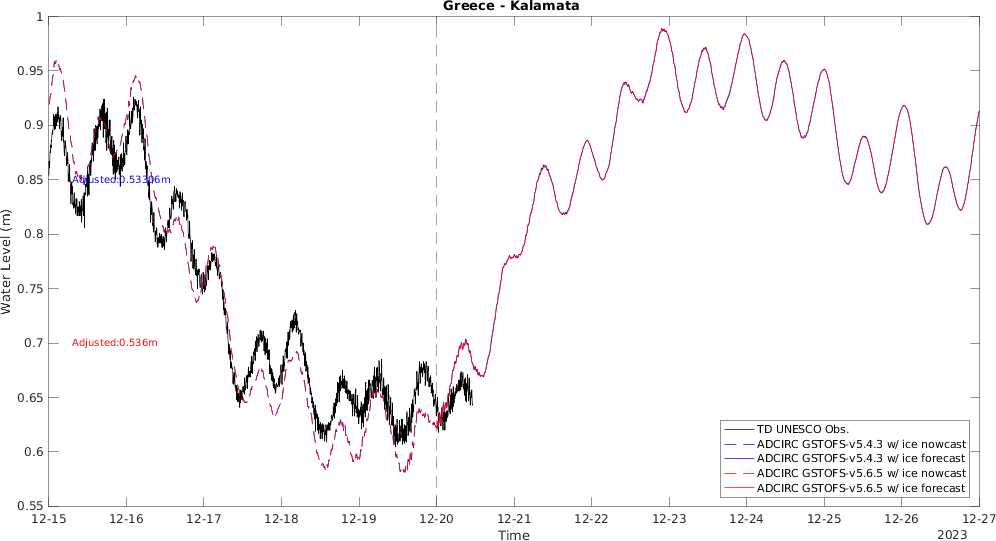 Greece - Kalamata
1
0.95
0.9
0.85
0.8
0.75
0.7
0.65
0.6
0.55
Water Level (m)
Adjusted:0.53306m
Adjusted:0.536m
TD UNESCO Obs.
ADCIRC GSTOFS-v5.4.3 w/ ice nowcast
ADCIRC GSTOFS-v5.4.3 w/ ice forecast
ADCIRC GSTOFS-v5.6.5 w/ ice nowcast
ADCIRC GSTOFS-v5.6.5 w/ ice forecast
12-15 12-16 12-17 12-18 12-19 12-20 12-21 12-22 12-23 12-24 12-25 12-26 12-27
Time
2023